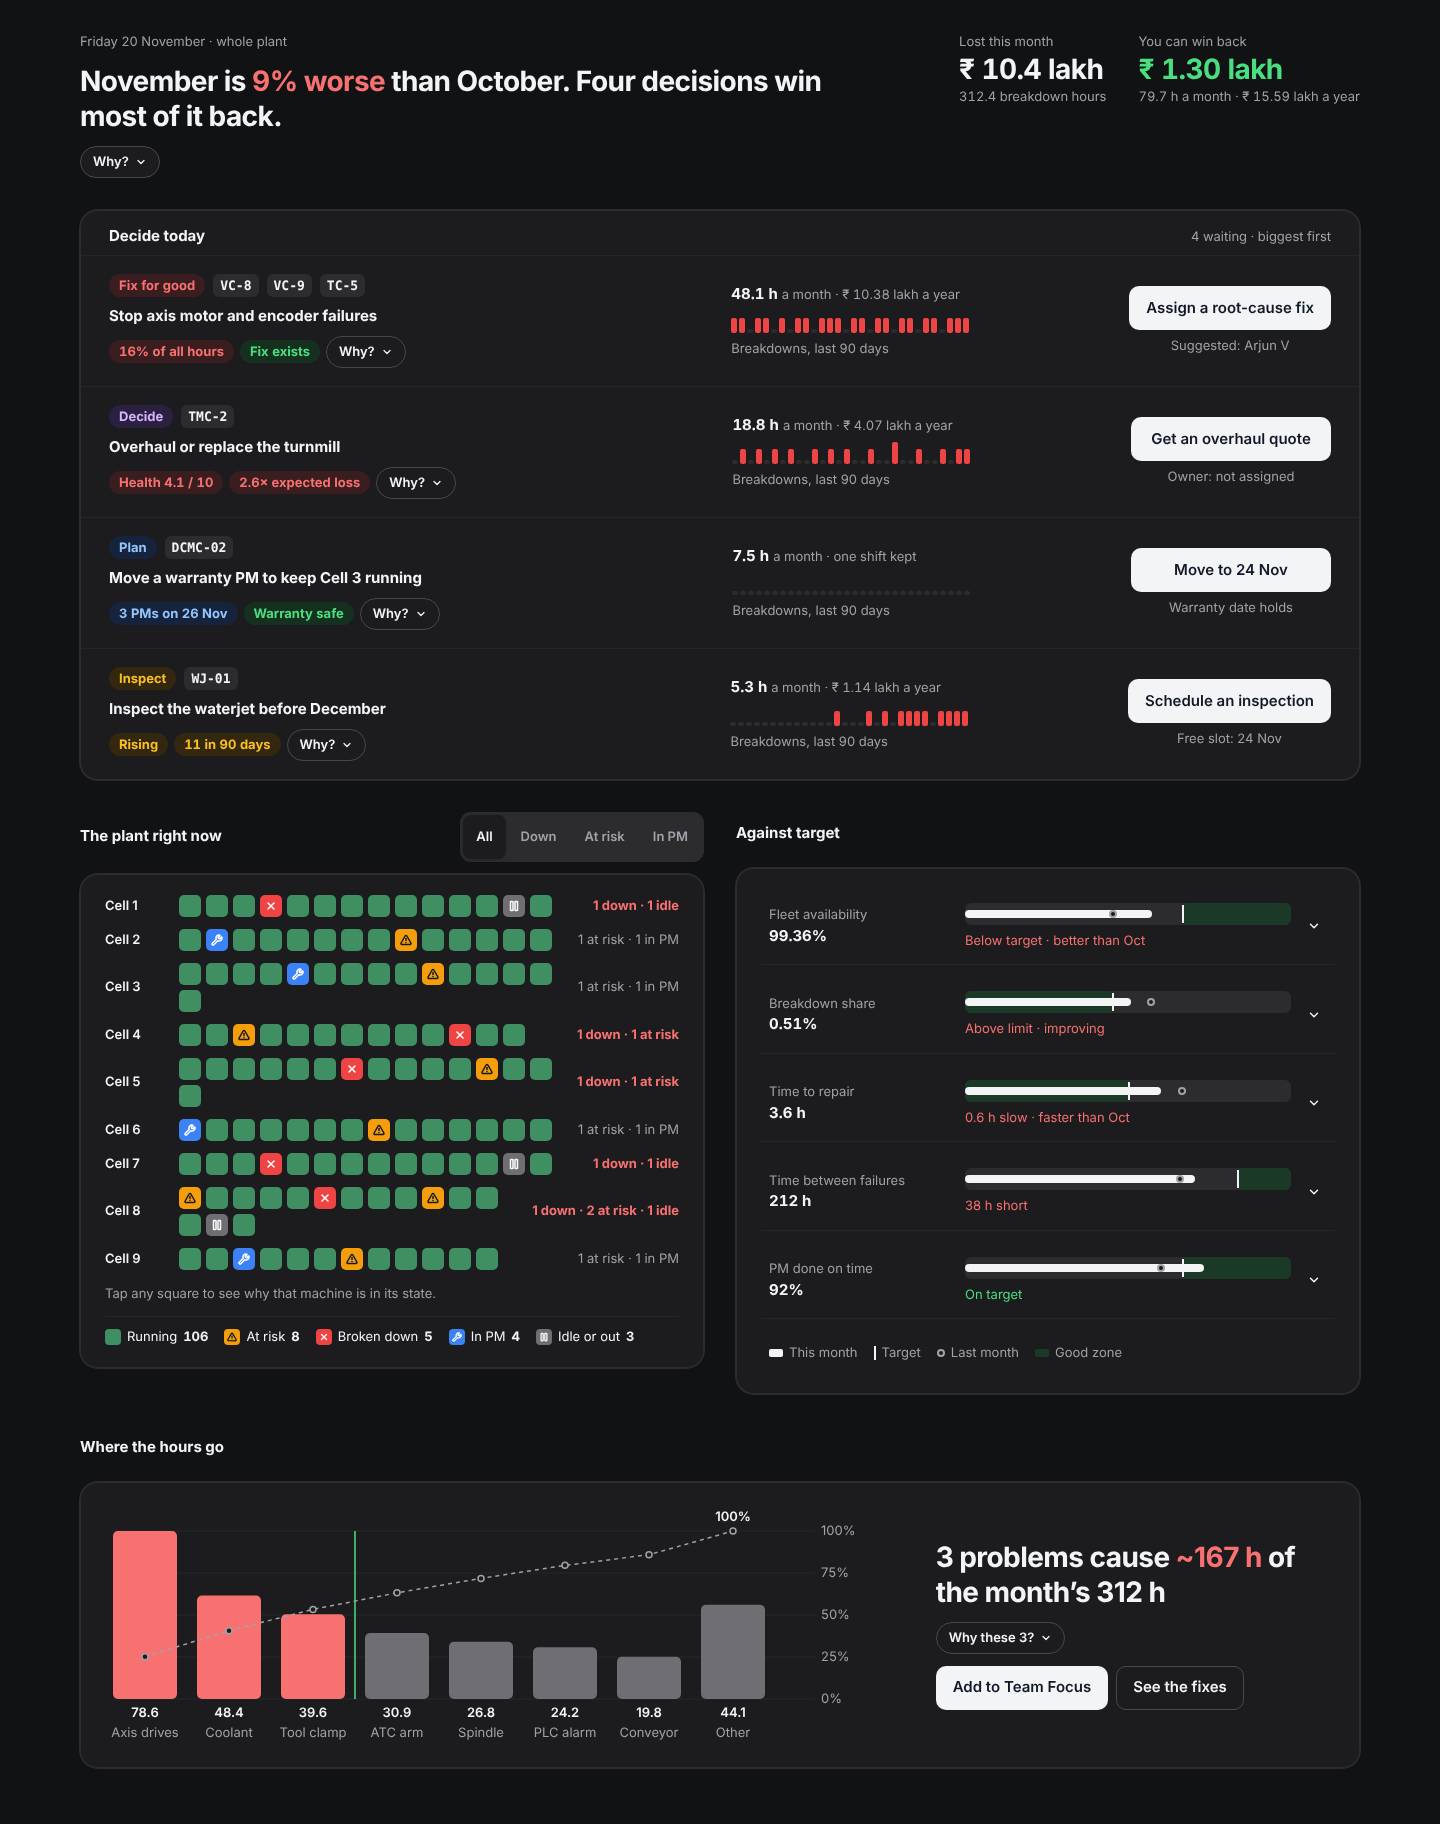 Friday 20 November · whole plant
November is 9% worse than October. Four decisions win
most of it back.
Why?
Lost this month
₹ 10.4 lakh
312.4 breakdown hours
You can win back
₹ 1.30 lakh
79.7 h a month · ₹ 15.59 lakh a year
Decide today
4 waiting · biggest first
Fix for good VC-8 VC-9 TC-5
Stop axis motor and encoder failures
16% of all hours Fix exists Why?
48.1 h a month · ₹ 10.38 lakh a year
Breakdowns, last 90 days
Assign a root-cause fix
Suggested: Arjun V
Decide TMC-2
Overhaul or replace the turnmill
Health 4.1 / 10 2.6× expected loss Why?
18.8 h a month · ₹ 4.07 lakh a year
Breakdowns, last 90 days
Get an overhaul quote
Owner: not assigned
Plan DCMC-02
Move a warranty PM to keep Cell 3 running
3 PMs on 26 Nov Warranty safe Why?
7.5 h a month · one shift kept
Breakdowns, last 90 days
Move to 24 Nov
Warranty date holds
Inspect WJ-01
Inspect the waterjet before December
Rising 11 in 90 days Why?
5.3 h a month · ₹ 1.14 lakh a year
Breakdowns, last 90 days
Schedule an inspection
Free slot: 24 Nov
The plant right now
All Down At risk In PM
Cell 1 1 down · 1 idle
Cell 2 1 at risk · 1 in PM
Cell 3 1 at risk · 1 in PM
Cell 4 1 down · 1 at risk
Cell 5 1 down · 1 at risk
Cell 6 1 at risk · 1 in PM
Cell 7 1 down · 1 idle
Cell 8 1 down · 2 at risk · 1 idle
Cell 9 1 at risk · 1 in PM
Tap any square to see why that machine is in its state.
Running 106 At risk 8 Broken down 5 In PM 4 Idle or out 3
Against target
Fleet availability
99.36%
Below target · better than Oct
Breakdown share
0.51%
Above limit · improving
Time to repair
3.6 h
0.6 h slow · faster than Oct
Time between failures
212 h
38 h short
PM done on time
92%
On target
This month Target Last month Good zone
Where the hours go
100%
100%
75%
50%
25%
0%
78.6 48.4 39.6 30.9 26.8 24.2 19.8 44.1
Axis drives Coolant Tool clamp ATC arm Spindle PLC alarm Conveyor Other
3 problems cause ~167 h of
the month’s 312 h
Why these 3?
Add to Team Focus See the fixes